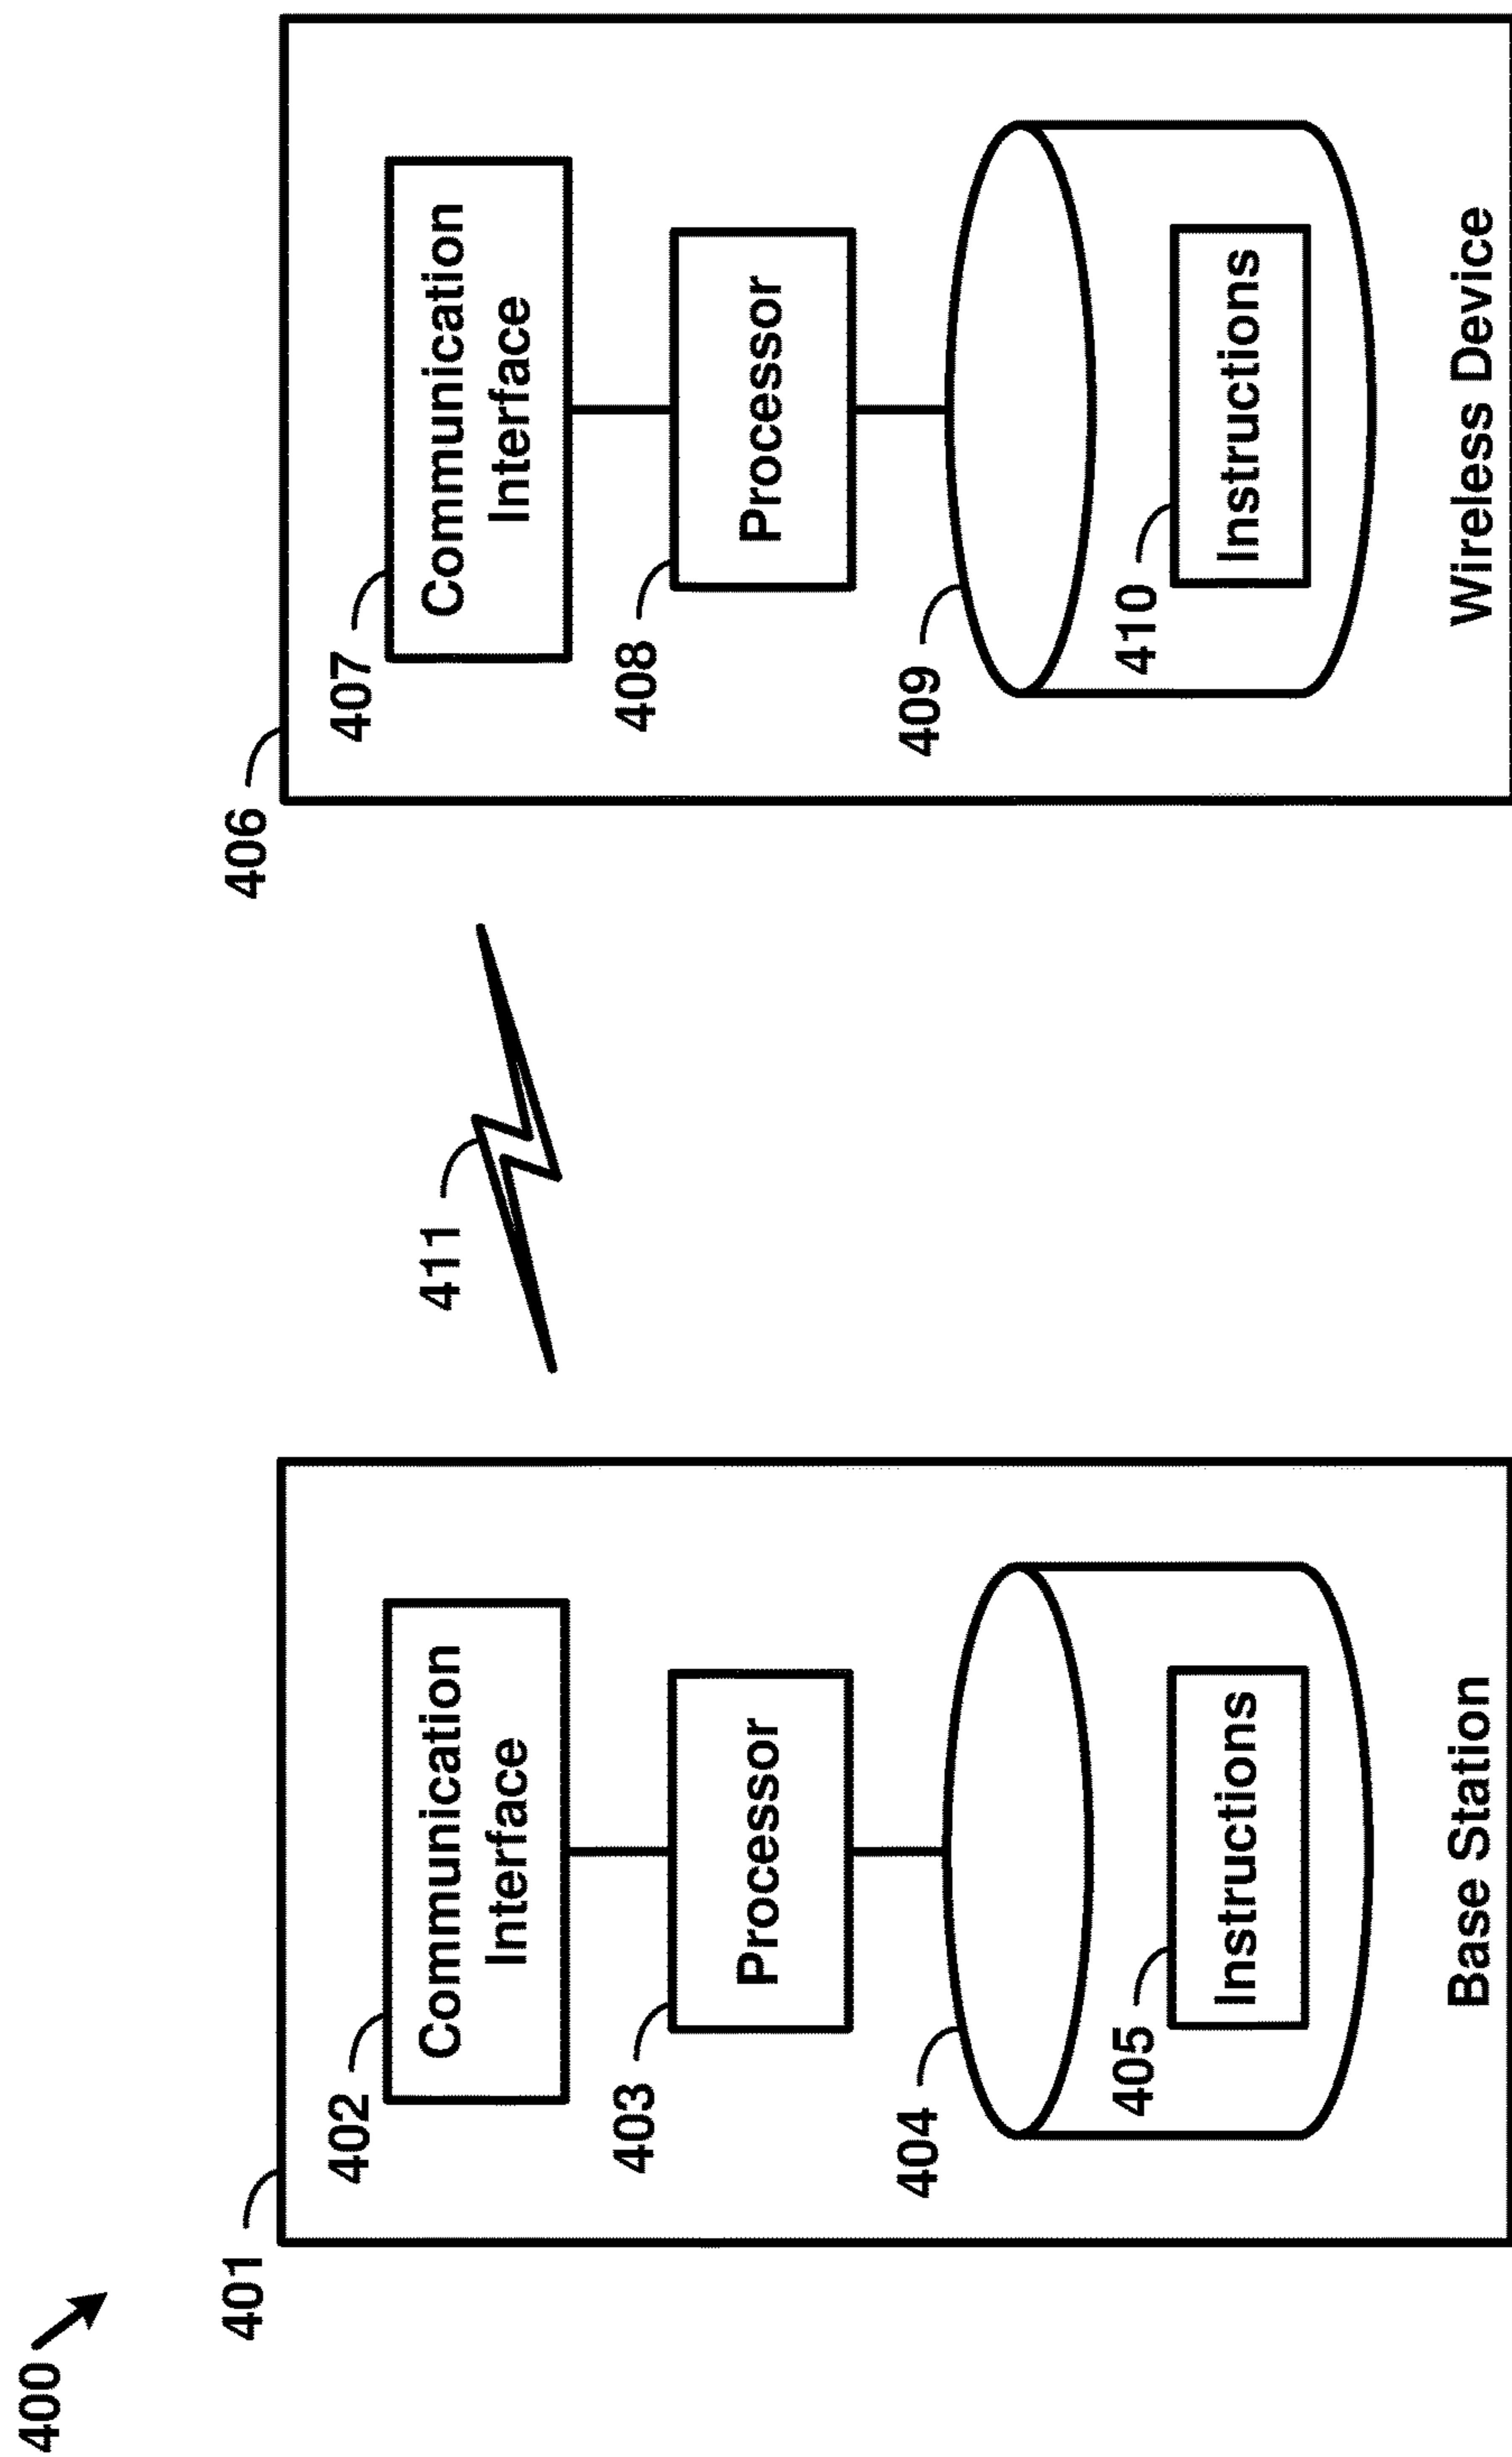 400
401
402
Communication
Interface
403
Processor
404
405
Instructions
Base Station
411
406
407
Communication
Interface
408
Processor
409
410
Instructions
Wireless Device